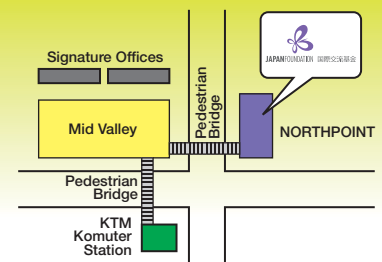 Signature Offices
JAPANFOUNDATION 国際交流基金
Mid Valley
Pedestrian
Bridge
NORTHPOINT
Pedestrian
Bridge
KTM
Komuter
Station